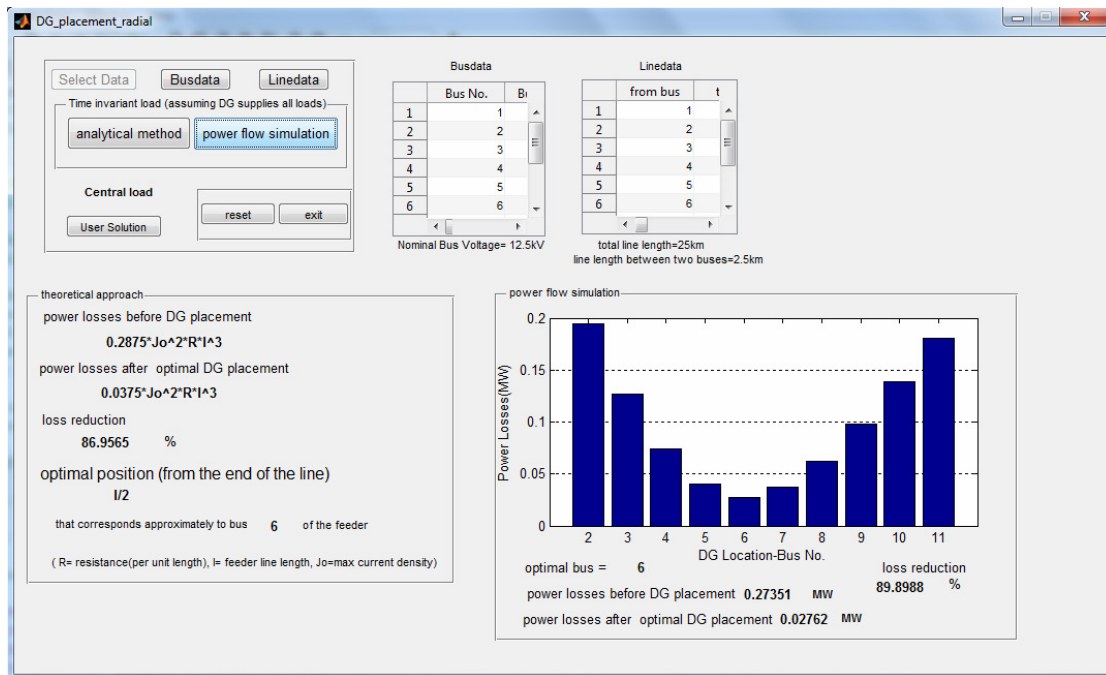 DG_placement_radial
Select Data Busdata Linedata
Time invariant load (assuming DG supplies all loads)
analytical method power flow simulation
Central load
User Solution reset exit
Busdata
Bus No. B
1 1
2 2
3 3
4 4
5 5
6 6
Nominal Bus Voltage= 12.5kV
Linedata
from bus t
1 1
2 2
3 3
4 4
5 5
6 6
total line length=25km
line length between two buses=2.5km
theoretical approach
power losses before DG placement
0.2875*Jo^2*R*l^3
power losses after optimal DG placement
0.0375*Jo^2*R*l^3
loss reduction
86.9565 %
optimal position (from the end of the line)
l/2
that corresponds approximately to bus 6 of the feeder
( R= resistance(per unit length), l= feeder line length, Jo=max current density)
power flow simulation
Power Losses(MW)
0.2
0.15
0.1
0.05
0
2 3 4 5 6 7 8 9 10 11
DG Location-Bus No.
optimal bus = 6
loss reduction
89.8988 %
power losses before DG placement 0.27351 MW
power losses after optimal DG placement 0.02762 MW